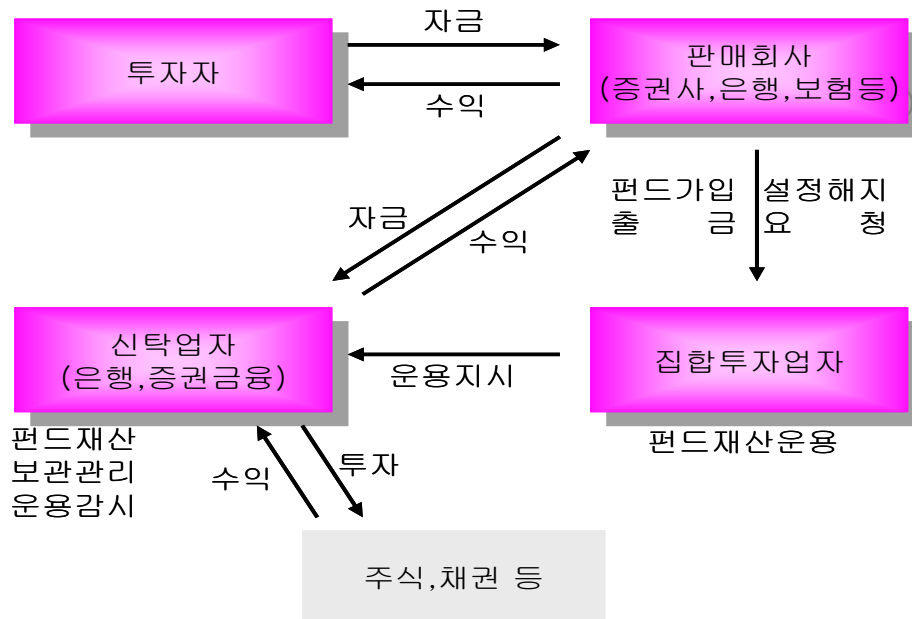 자금
투자자
판매회사
(증권사,은행,보험등)
수익
펀드가입 설정해지
출 금 요 청
자금
수익
신탁업자
(은행,증권금융)
운용지시
집합투자업자
펀드재산
보관관리
운용감시
펀드재산운용
수익
투자
주식,채권 등